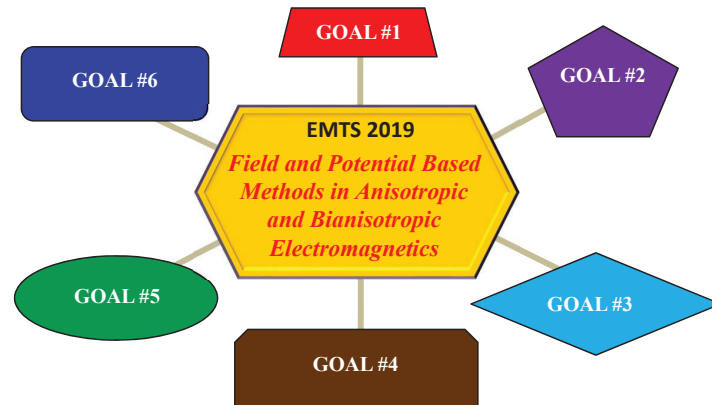 GOAL #1
GOAL #2
GOAL #6
EMTS 2019
Field and Potential Based
Methods in Anisotropic
and Bianisotropic
Electromagnetics
GOAL #5
GOAL #3
GOAL #4